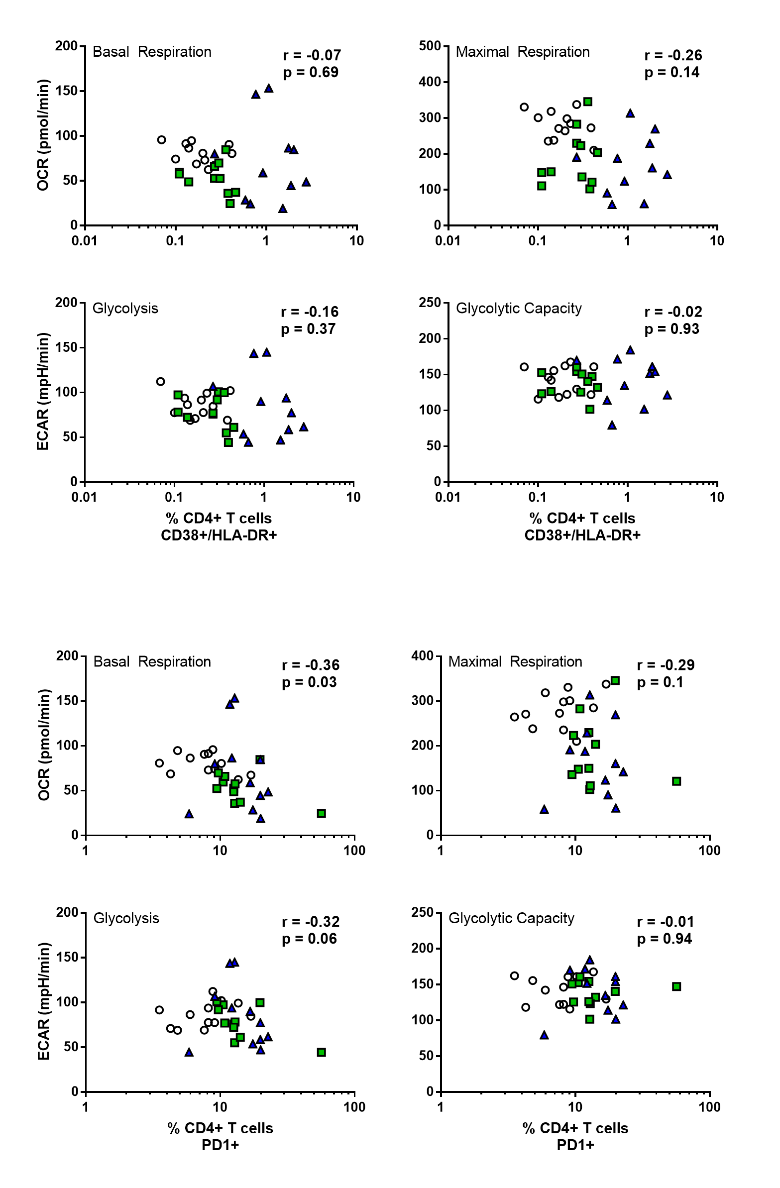 Basal Respiration
r = -0.07
p = 0.69
200
150
100
50
0
OCR (pmol/min)
0.01
0.1
1
10
Maximal Respiration
r = -0.26
p = 0.14
500
400
300
200
100
0
0.01
0.1
1
10
Glycolysis
r = -0.16
p = 0.37
200
150
100
50
0
ECAR (mpH/min)
0.01
0.1
1
10
% CD4+ T cells
CD38+/HLA-DR+
Glycolytic Capacity
r = -0.02
p = 0.93
250
200
150
100
50
0
0.01
0.1
1
10
% CD4+ T cells
CD38+/HLA-DR+
Basal Respiration
r = -0.36
p = 0.03
200
150
100
50
0
OCR (pmol/min)
1
10
100
Maximal Respiration
r = -0.29
p = 0.1
400
300
200
100
0
1
10
100
Glycolysis
r = -0.32
p = 0.06
200
150
100
50
0
ECAR (mpH/min)
1
10
100
% CD4+ T cells
PD1+
Glycolytic Capacity
r = -0.01
p = 0.94
250
200
150
100
50
0
1
10
100
% CD4+ T cells
PD1+